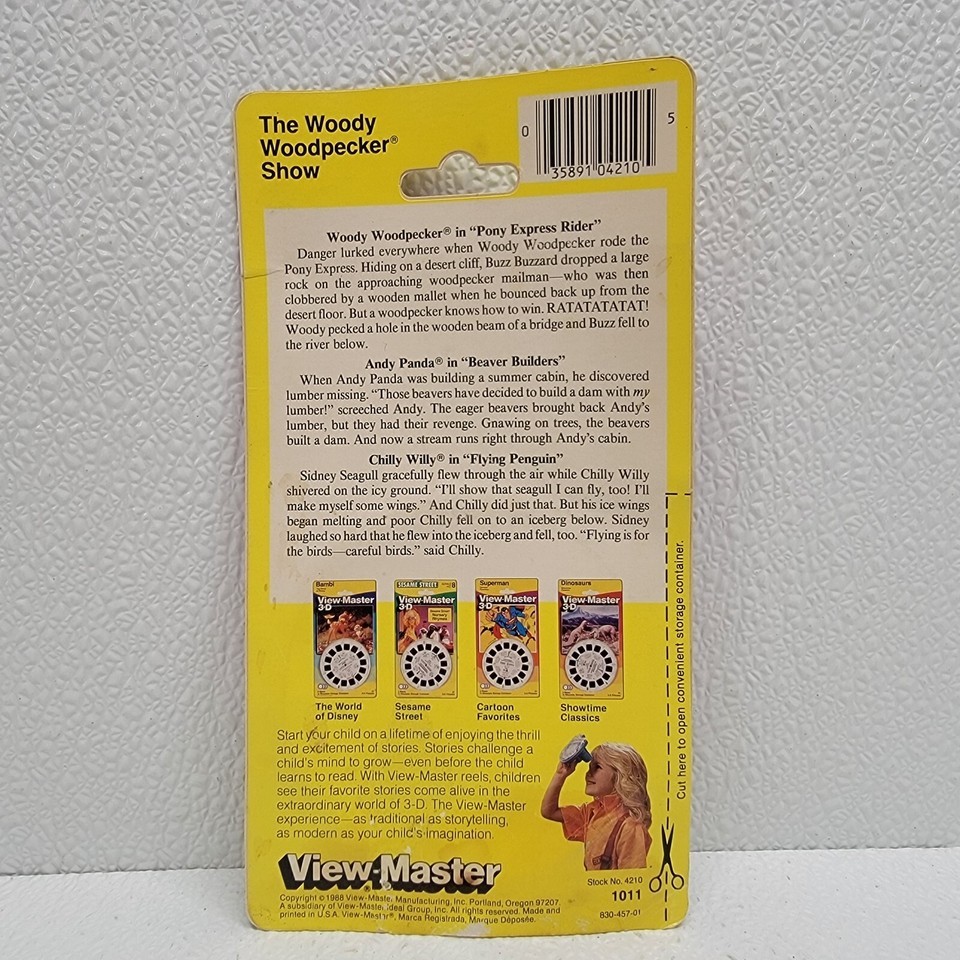 The Woody
Woodpecker®
Show
0 35891 04210 5
Woody Woodpecker® in "Pony Express Rider"
Danger lurked everywhere when Woody Woodpecker rode the
Pony Express. Hiding on a desert cliff, Buzz Buzzard dropped a large
rock on the approaching woodpecker mailman—who was then
clobbered by a wooden mallet when he bounced back up from the
desert floor. But a woodpecker knows how to win. RATATATATAT!
Woody pecked a hole in the wooden beam of a bridge and Buzz fell to
the river below.
Andy Panda® in "Beaver Builders"
When Andy Panda was building a summer cabin, he discovered
lumber missing. "Those beavers have decided to build a dam with my
lumber!" screeched Andy. The eager beavers brought back Andy's
lumber, but they had their revenge. Gnawing on trees, the beavers
built a dam. And now a stream runs right through Andy's cabin.
Chilly Willy® in "Flying Penguin"
Sidney Seagull gracefully flew through the air while Chilly Willy
shivered on the icy ground. "I'll show that seagull I can fly, too! I'll
make myself some wings." And Chilly did just that. But his ice wings
began melting and poor Chilly fell on to an iceberg below. Sidney
laughed so hard that he flew into the iceberg and fell, too. "Flying is for
the birds—careful birds." said Chilly.
Bambi
View-Master
3-D
SESAME STREET
View-Master
3-D
Superman
View-Master
3-D
Dinosaurs
View-Master
3-D
The World
of Disney
Sesame
Street
Cartoon
Favorites
Showtime
Classics
Start your child on a lifetime of enjoying the thrill
and excitement of stories. Stories challenge a
child's mind to grow—even before the child
learns to read. With View-Master reels, children
see their favorite stories come alive in the
extraordinary world of 3-D. The View-Master
experience—as traditional as storytelling,
as modern as your child's imagination.
Cut here to open convenient storage container.
View-Master®
Copyright © 1988 View-Master Manufacturing, Inc. Portland, Oregon 97207.
A subsidiary of View-Master Ideal Group, Inc. All rights reserved. Made and
printed in U.S.A. View-Master®, Marca Registrada, Marque Déposée.
Stock No. 4210
1011
830-457-01